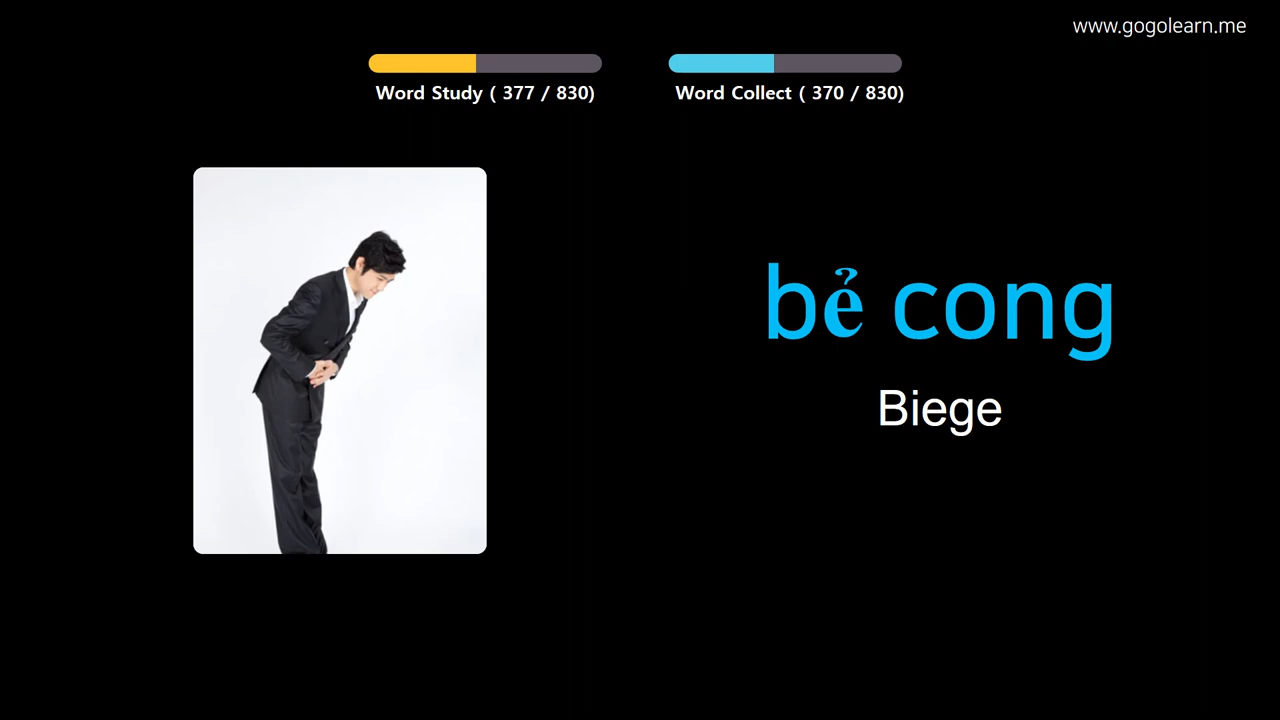 www.gogolearn.me
Word Study ( 377 / 830)
Word Collect ( 370 / 830)
bẻ cong
Biege